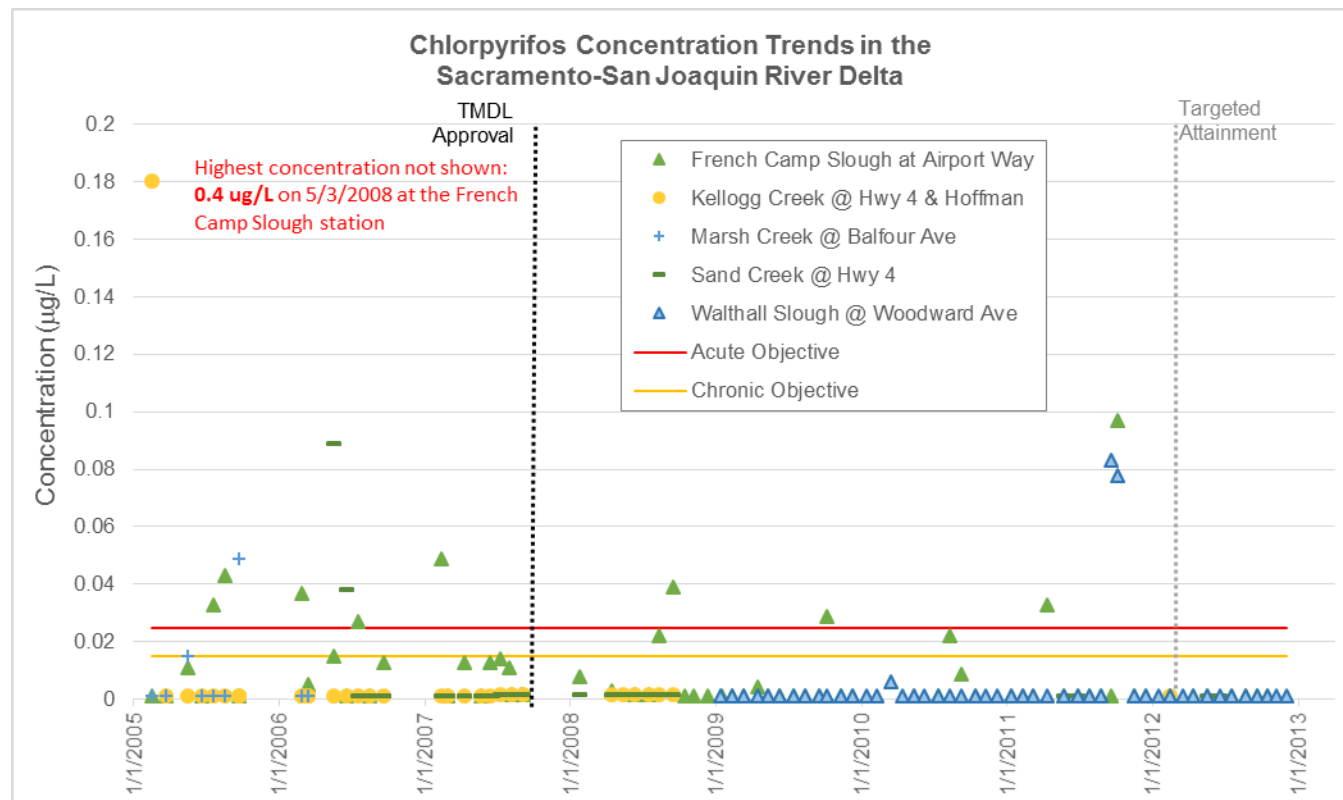 Chlorpyrifos Concentration Trends in the
Sacramento-San Joaquin River Delta
TMDL
Approval
Targeted
Attainment
Highest concentration not shown:
0.4 ug/L on 5/3/2008 at the French
Camp Slough station
French Camp Slough at Airport Way
Kellogg Creek @ Hwy 4 & Hoffman
Marsh Creek @ Balfour Ave
Sand Creek @ Hwy 4
Walthall Slough @ Woodward Ave
Acute Objective
Chronic Objective
Concentration (µg/L)
0.2
0.18
0.16
0.14
0.12
0.1
0.08
0.06
0.04
0.02
0
1/1/2005
1/1/2006
1/1/2007
1/1/2008
1/1/2009
1/1/2010
1/1/2011
1/1/2012
1/1/2013